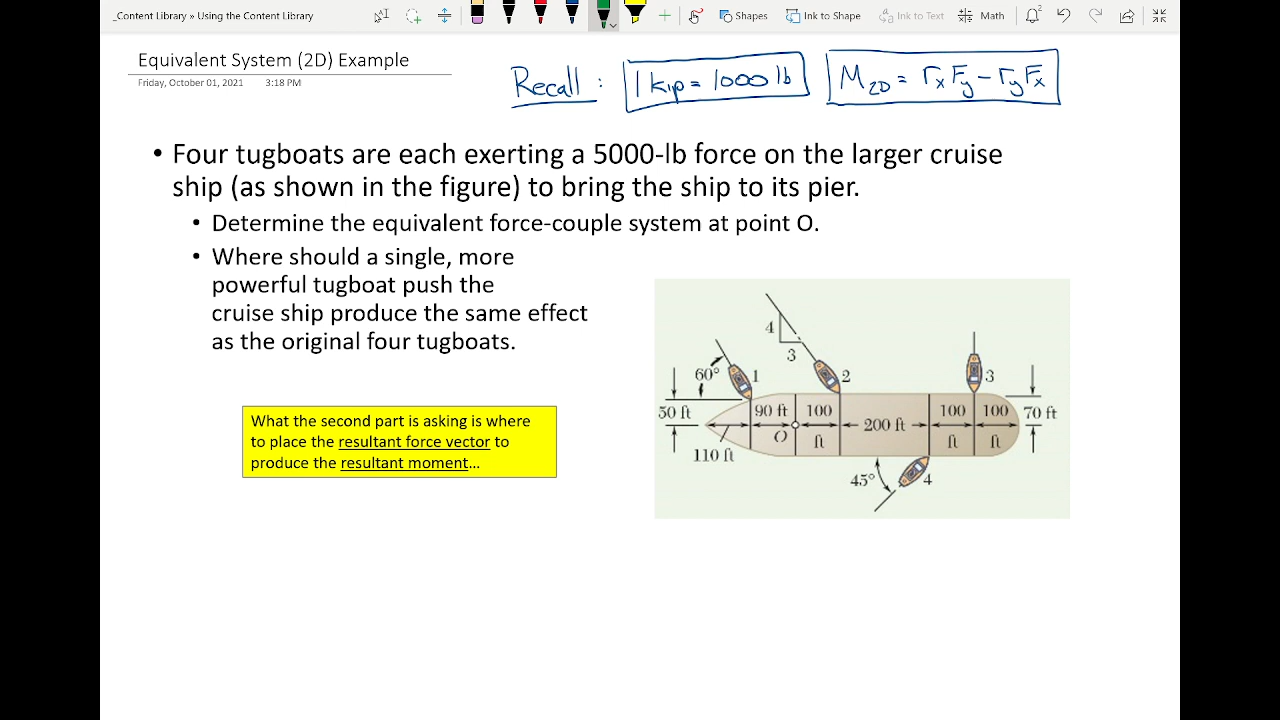 _Content Library » Using the Content Library
Shapes Ink to Shape Ink to Text Math
Equivalent System (2D) Example
Friday, October 01, 2021 3:18 PM
Recall : 1 kip = 1000 lb M2D = rx Fy - ry Fx
• Four tugboats are each exerting a 5000-lb force on the larger cruise
ship (as shown in the figure) to bring the ship to its pier.
• Determine the equivalent force-couple system at point O.
• Where should a single, more
powerful tugboat push the
cruise ship produce the same effect
as the original four tugboats.
What the second part is asking is where
to place the resultant force vector to
produce the resultant moment...
4
3
60° 1 2 3
50 ft 90 ft 100 ft 200 ft 100 ft 100 ft 70 ft
O
110 ft
45° 4